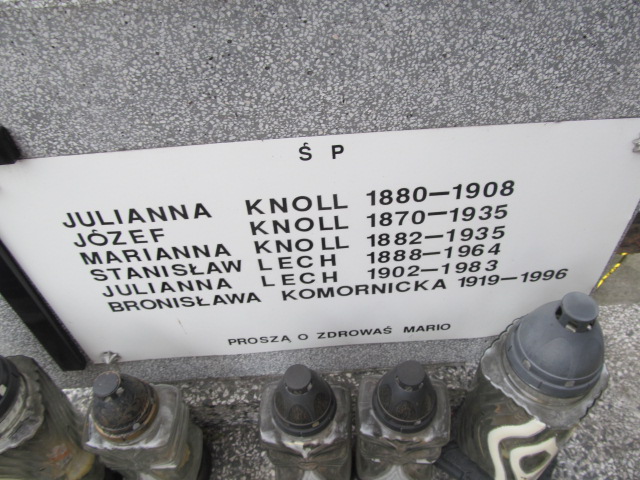 Ś P
JULIANNA KNOLL 1880—1908
JÓZEF KNOLL 1870—1935
MARIANNA KNOLL 1882—1935
STANISŁAW LECH 1888—1964
JULIANNA LECH 1902—1983
BRONISŁAWA KOMORNICKA 1919—1996
PROSZĄ O ZDROWAŚ MARIO